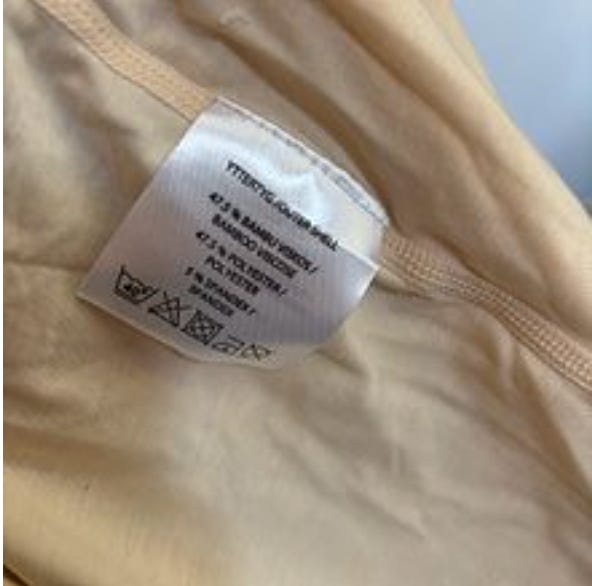 YTTERTYG /OUTER SHELL
47,5 % BAMBU VISKOS /
BAMBOO VISCOSE
47,5 % POLYESTER /
POLYESTER
5 % SPANDEX /
SPANDEX
40